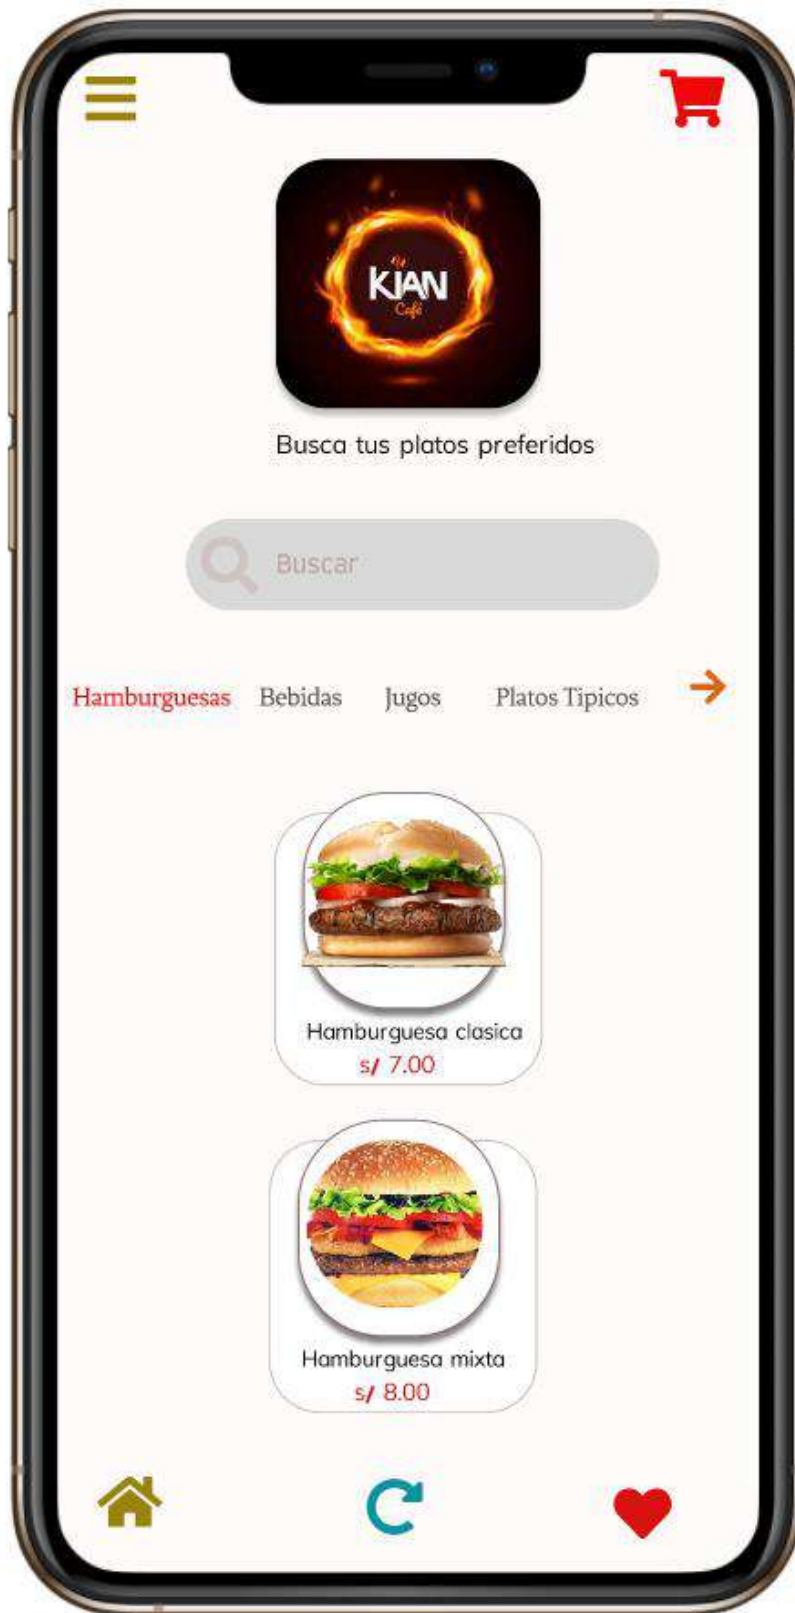 KIAN
Café
Busca tus platos preferidos
Buscar
Hamburguesas Bebidas Jugos Platos Tipicos
Hamburguesa clasica
s/ 7.00
Hamburguesa mixta
s/ 8.00